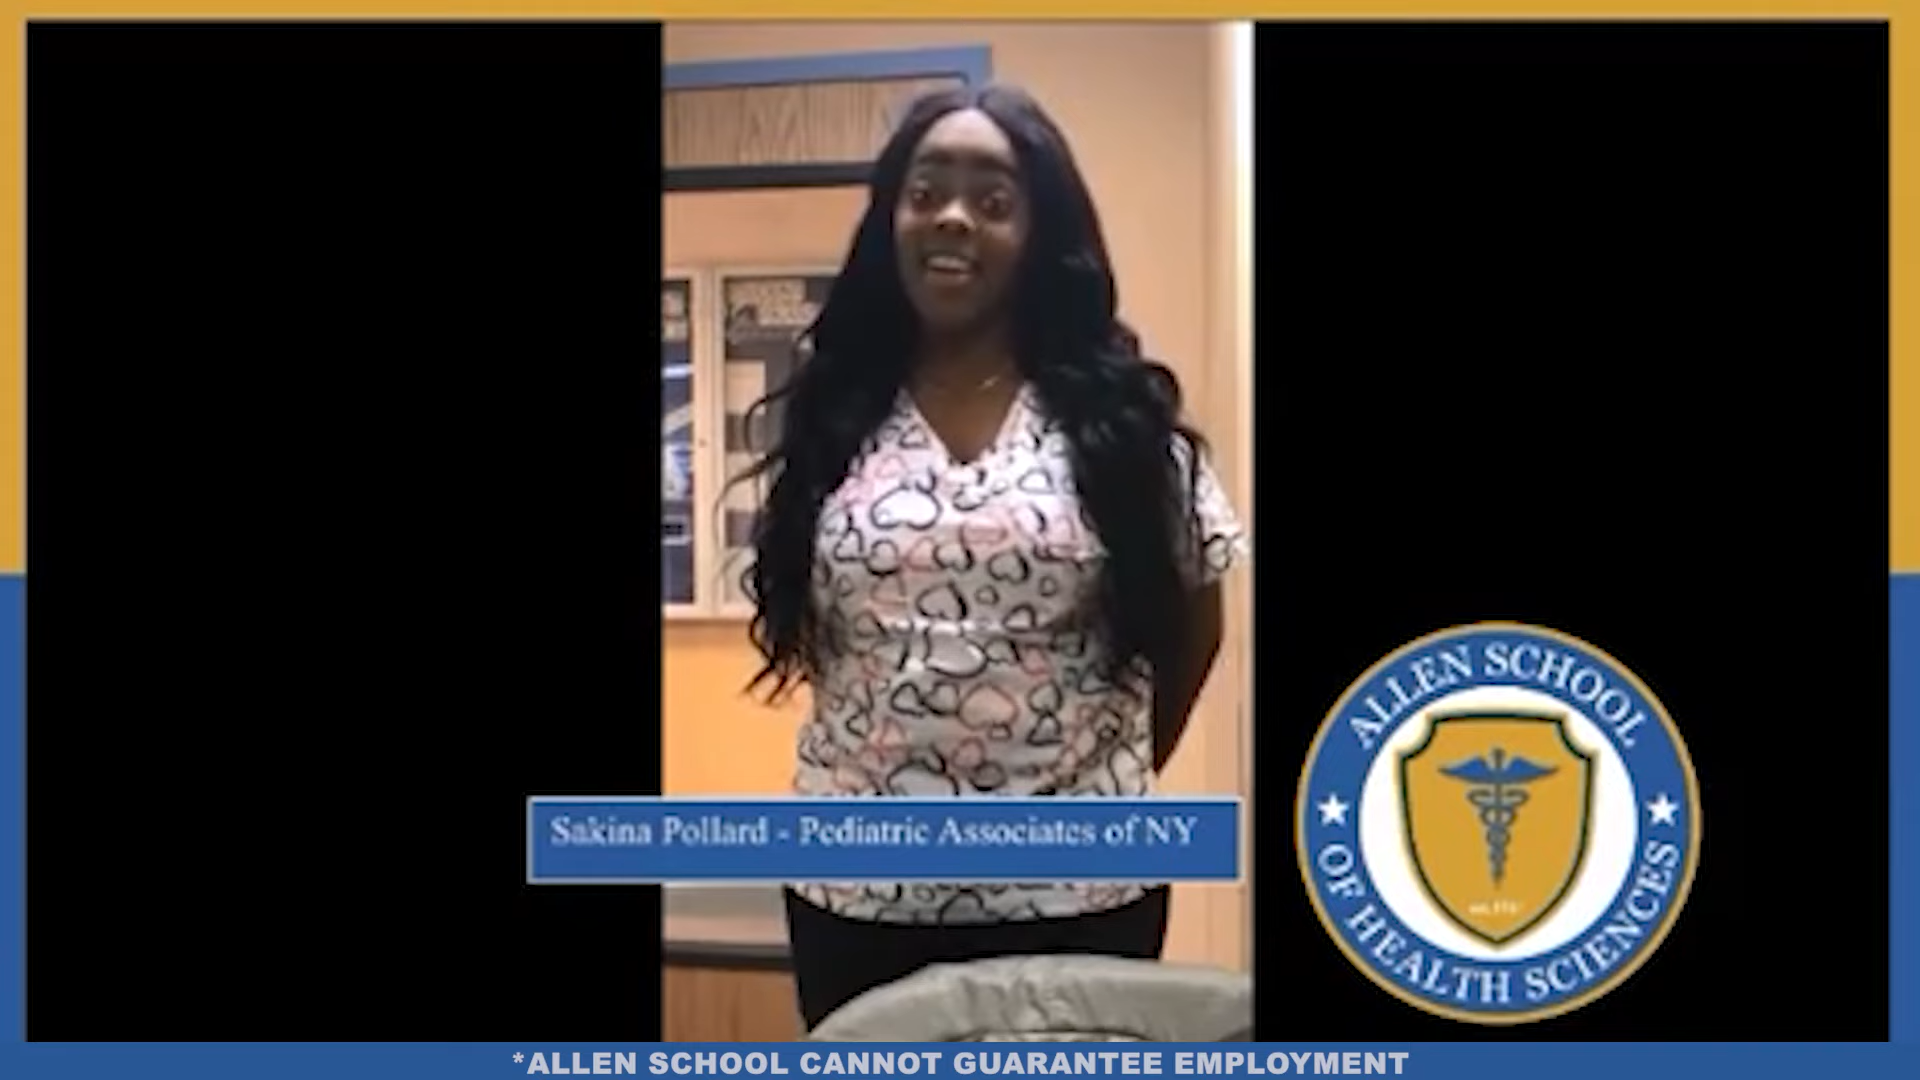 Sakina Pollard - Pediatric Associates of NY
ALLEN SCHOOL
OF HEALTH SCIENCES
*ALLEN SCHOOL CANNOT GUARANTEE EMPLOYMENT